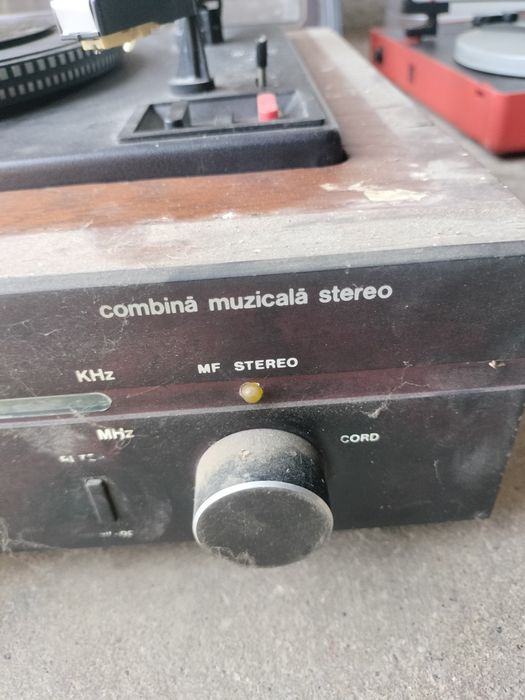 combină muzicală stereo
KHz
MF STEREO
MHz
CORD